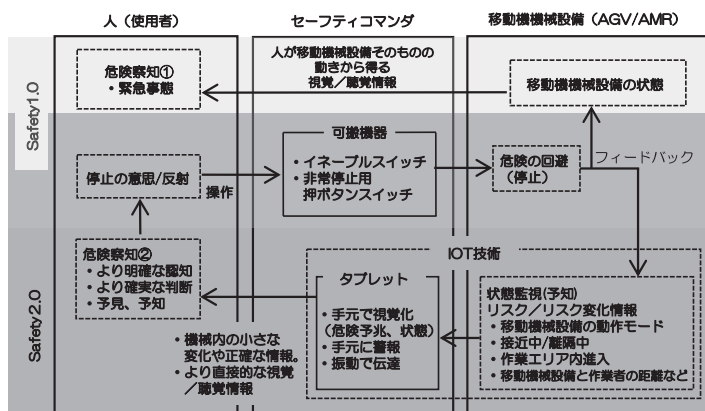 人（使用者）
セーフティコマンダ
移動機機械設備（AGV/AMR）
Safety1.0
危険察知①
・緊急事態
人が移動機械設備そのものの
動きから得る
視覚／聴覚情報
移動機機械設備の状態
停止の意思/反射
操作
可搬機器
・イネーブルスイッチ
・非常停止用
押ボタンスイッチ
危険の回避
（停止）
フィードバック
Safety2.0
危険察知②
・より明確な認知
・より確実な判断
・予見、予知
・機械内の小さな
変化や正確な情報。
・より直接的な視覚
／聴覚情報
IOT技術
タブレット
・手元で視覚化
（危険予兆、状態）
・手元に警報
・振動で伝達
状態監視(予知)
リスク／リスク変化情報
・移動機械設備の動作モード
・接近中/離隔中
・作業エリア内進入
・移動機械設備と作業者の距離など